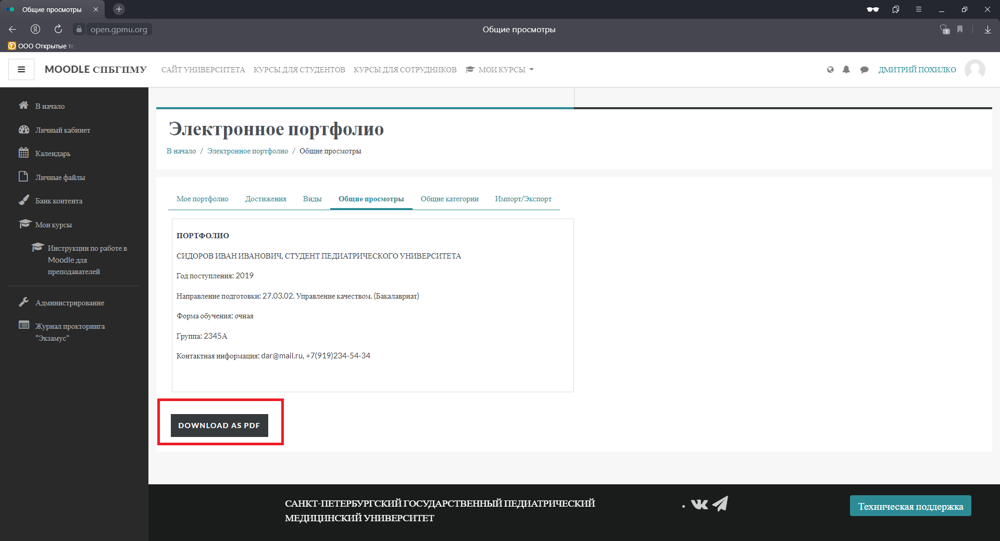 Общие просмотры
open.gpmu.org
Общие просмотры
1
ООО Открытые те
MOODLE СПБГПМУ
САЙТ УНИВЕРСИТЕТА
КУРСЫ ДЛЯ СТУДЕНТОВ
КУРСЫ ДЛЯ СОТРУДНИКОВ
МОИ КУРСЫ
ДМИТРИЙ ПОХИЛКО
В начало
Личный кабинет
Календарь
Личные файлы
Банк контента
Мои курсы
Инструкции по работе в
Moodle для
преподавателей
Администрирование
Журнал прокторинга
"Экзамус"
Электронное портфолио
В начало / Электронное портфолио / Общие просмотры
Мое портфолио
Достижения
Виды
Общие просмотры
Общие категории
Импорт/Экспорт
ПОРТФОЛИО
СИДОРОВ ИВАН ИВАНОВИЧ, СТУДЕНТ ПЕДИАТРИЧЕСКОГО УНИВЕРСИТЕТА
Год поступления: 2019
Направление подготовки: 27.03.02. Управление качеством. (Бакалавриат)
Форма обучения: очная
Группа: 2345А
Контактная информация: dar@mail.ru, +7(919)234-54-34
DOWNLOAD AS PDF
САНКТ-ПЕТЕРБУРГСКИЙ ГОСУДАРСТВЕННЫЙ ПЕДИАТРИЧЕСКИЙ
МЕДИЦИНСКИЙ УНИВЕРСИТЕТ
Техническая поддержка